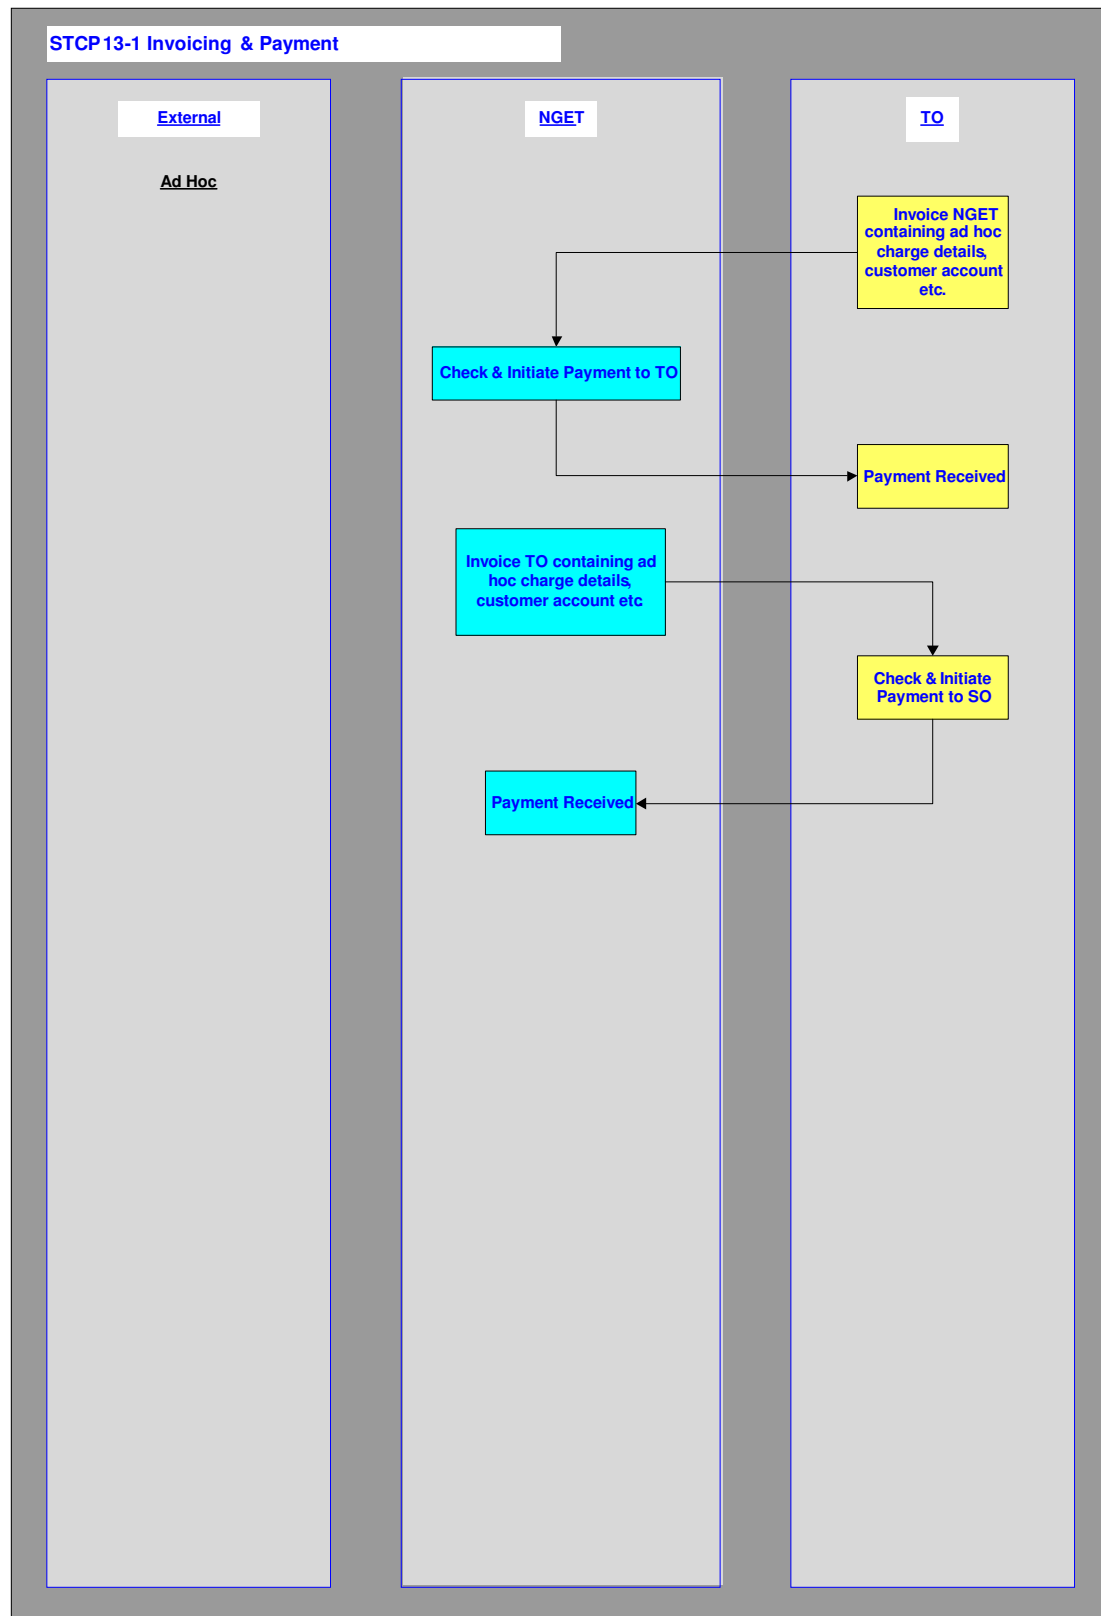 STCP13-1 Invoicing & Payment
External
NGET
TO
Ad Hoc
Invoice NGET
containing ad hoc
charge details,
customer account
etc.
Check & Initiate Payment to TO
Payment Received
Invoice TO containing ad
hoc charge details,
customer account etc
Check & Initiate
Payment to SO
Payment Received